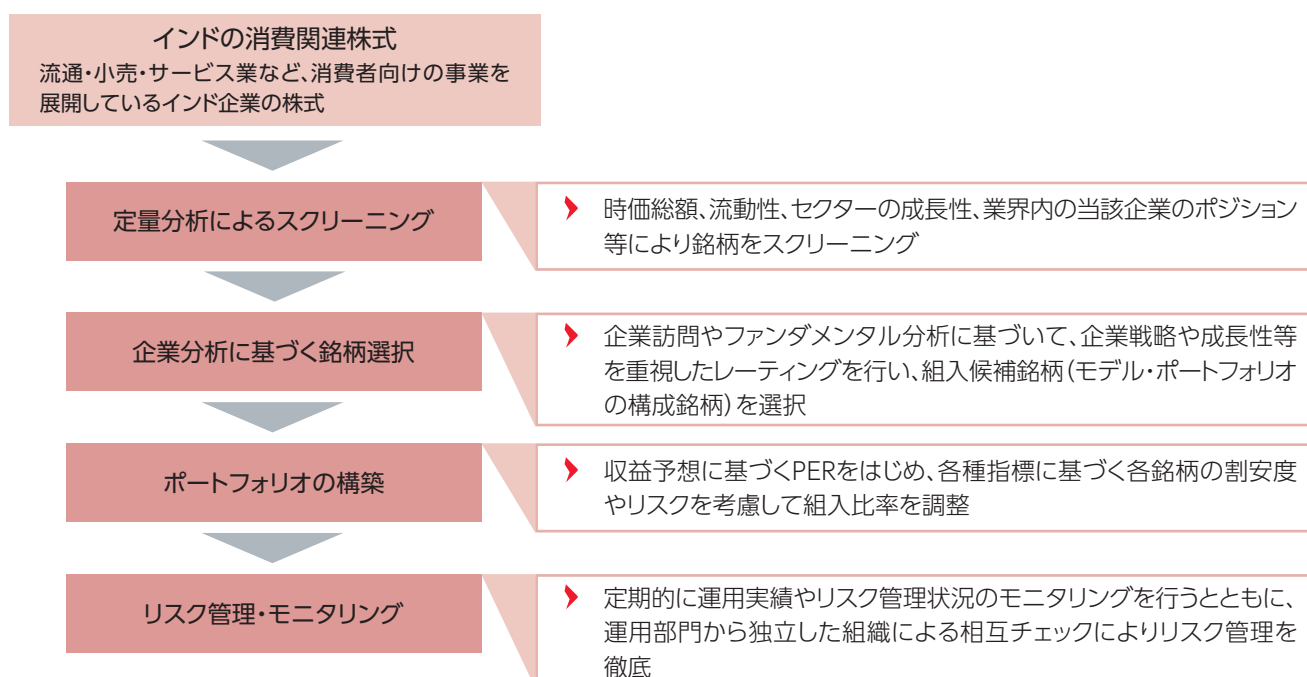 インドの消費関連株式
流通・小売・サービス業など、消費者向けの事業を
展開しているインド企業の株式
定量分析によるスクリーニング
時価総額、流動性、セクターの成長性、業界内の当該企業のポジション
等により銘柄をスクリーニング
企業分析に基づく銘柄選択
企業訪問やファンダメンタル分析に基づいて、企業戦略や成長性等
を重視したレーティングを行い、組入候補銘柄(モデル・ポートフォリオ
の構成銘柄)を選択
ポートフォリオの構築
収益予想に基づくPERをはじめ、各種指標に基づく各銘柄の割安度
やリスクを考慮して組入比率を調整
リスク管理・モニタリング
定期的に運用実績やリスク管理状況のモニタリングを行うとともに、
運用部門から独立した組織による相互チェックによりリスク管理を
徹底